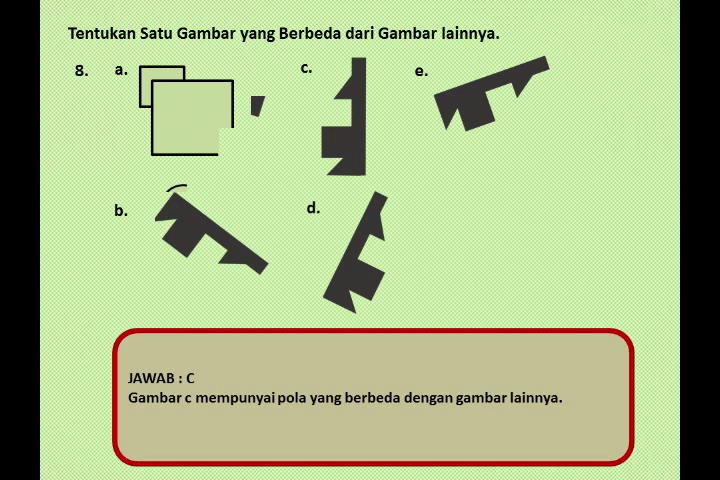 Tentukan Satu Gambar yang Berbeda dari Gambar lainnya.
8. a. c. e.
b. d.
JAWAB : C
Gambar c mempunyai pola yang berbeda dengan gambar lainnya.